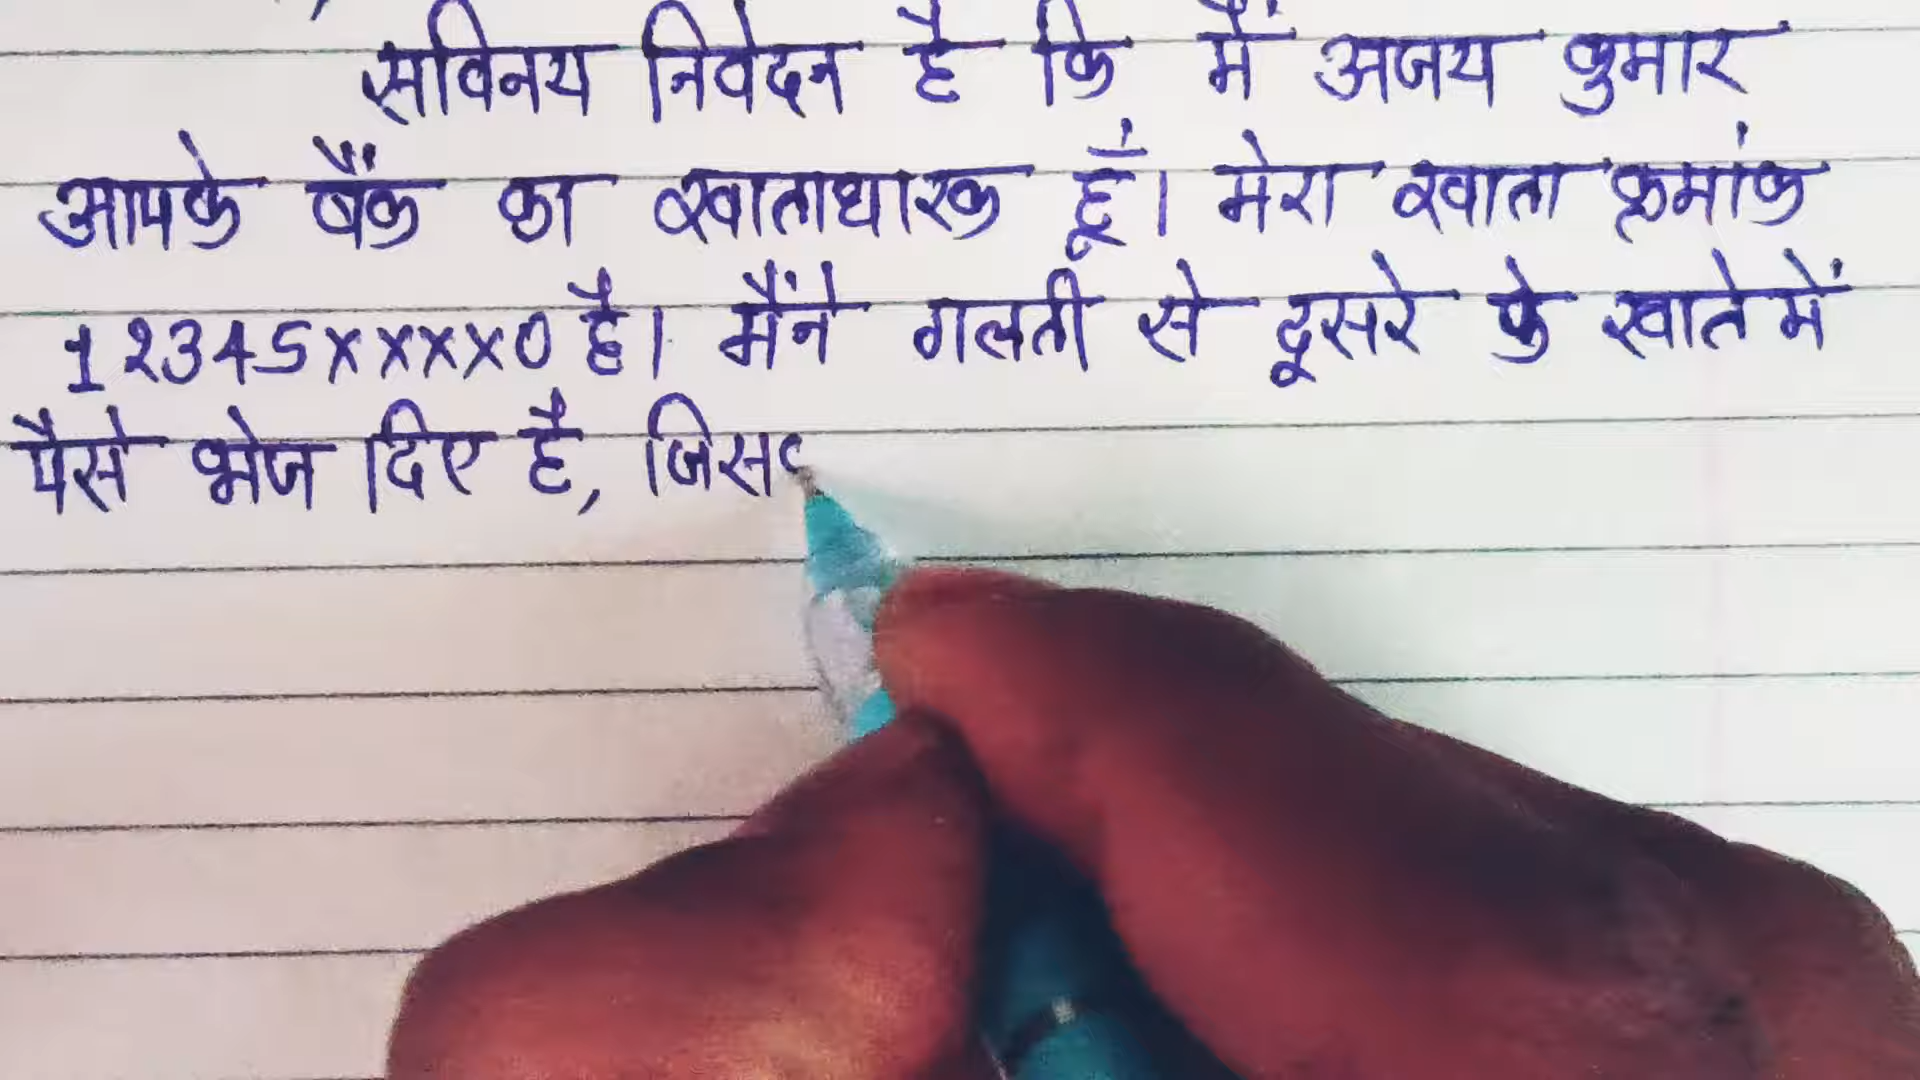 सविनय निवेदन है कि मैं अजय कुमार
आपके बैंक का खाताधारक हूँ। मेरा खाता क्रमांक
12345xxxx0 है। मैंने गलती से दूसरे के खाते में
पैसे भेज दिए है, जिस